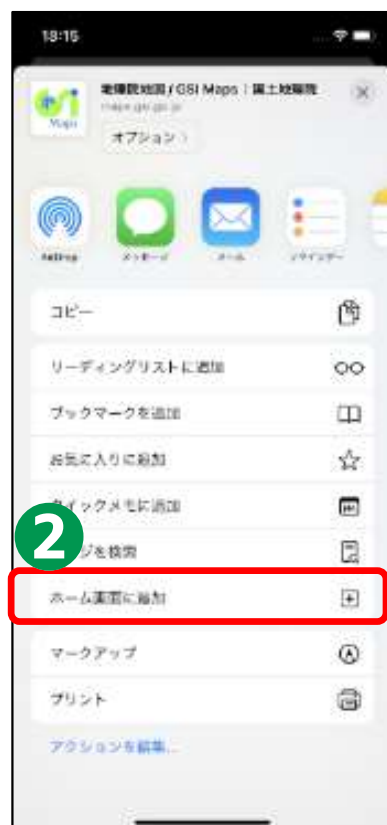 18:15
地理院地図 / GSI Maps｜国土地理院
maps.gsi.go.jp
オプション
Maps
AirDrop
メッセージ
メール
リマインダー
コピー
リーディングリストに追加
ブックマークを追加
お気に入りに追加
クイックメモに追加
2
ページを検索
ホーム画面に追加
マークアップ
プリント
アクションを編集...